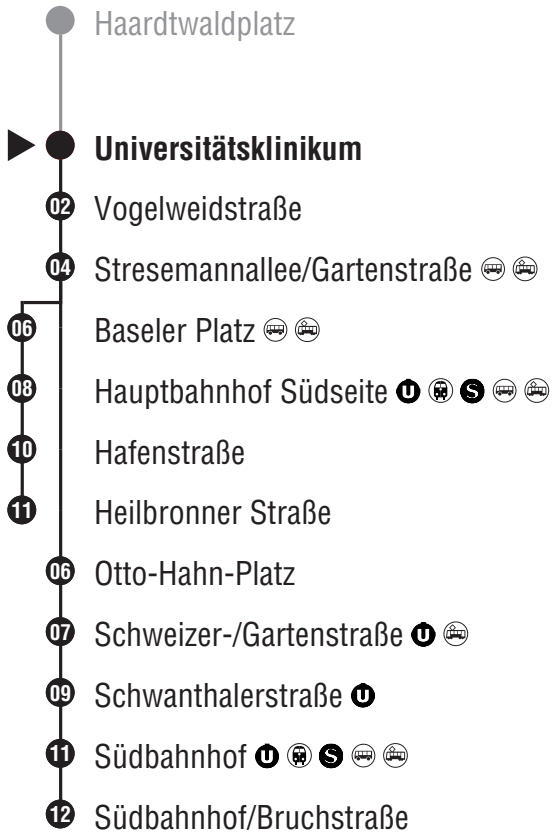 Haardtwaldplatz
Universitätsklinikum
02 Vogelweidstraße
04 Stresemannallee/Gartenstraße
06 Baseler Platz
08 Hauptbahnhof Südseite U S
10 Hafenstraße
11 Heilbronner Straße
06 Otto-Hahn-Platz
07 Schweizer-/Gartenstraße U
09 Schwanthalerstraße U
11 Südbahnhof U S
12 Südbahnhof/Bruchstraße